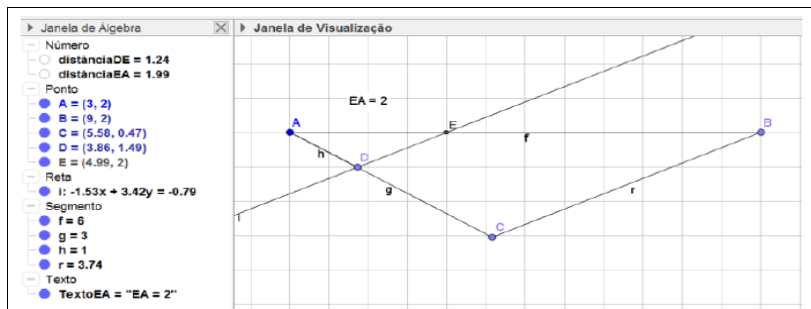 Janela de Álgebra
Número
distânciaDE = 1.24
distânciaEA = 1.99
Ponto
A = (3, 2)
B = (9, 2)
C = (5.58, 0.47)
D = (3.86, 1.49)
E = (4.99, 2)
Reta
i: -1.53x + 3.42y = -0.79
Segmento
f = 6
g = 3
h = 1
r = 3.74
Texto
TextoEA = "EA = 2"
Janela de Visualização
EA = 2
A
E
B
f
h
D
g
r
i
C